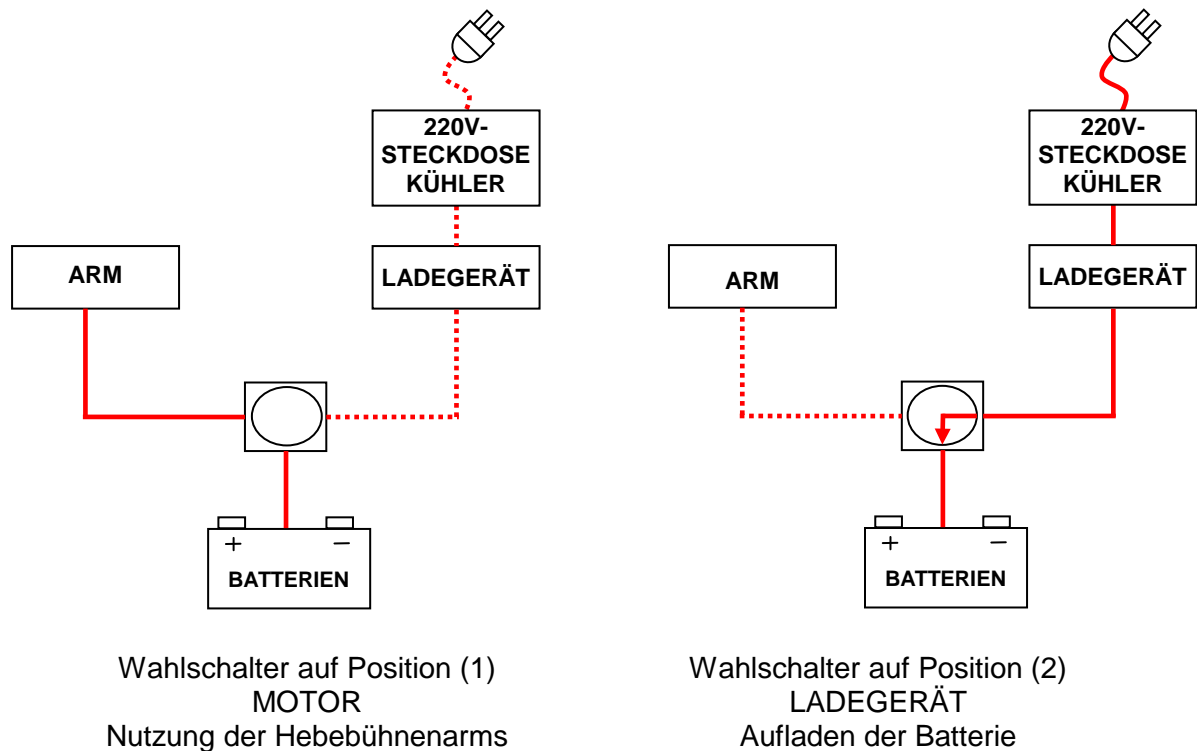 220V-
STECKDOSE
KÜHLER
ARM
LADEGERÄT
+ −
BATTERIEN
Wahlschalter auf Position (1)
MOTOR
Nutzung der Hebebühnenarms
220V-
STECKDOSE
KÜHLER
ARM
LADEGERÄT
+ −
BATTERIEN
Wahlschalter auf Position (2)
LADEGERÄT
Aufladen der Batterie